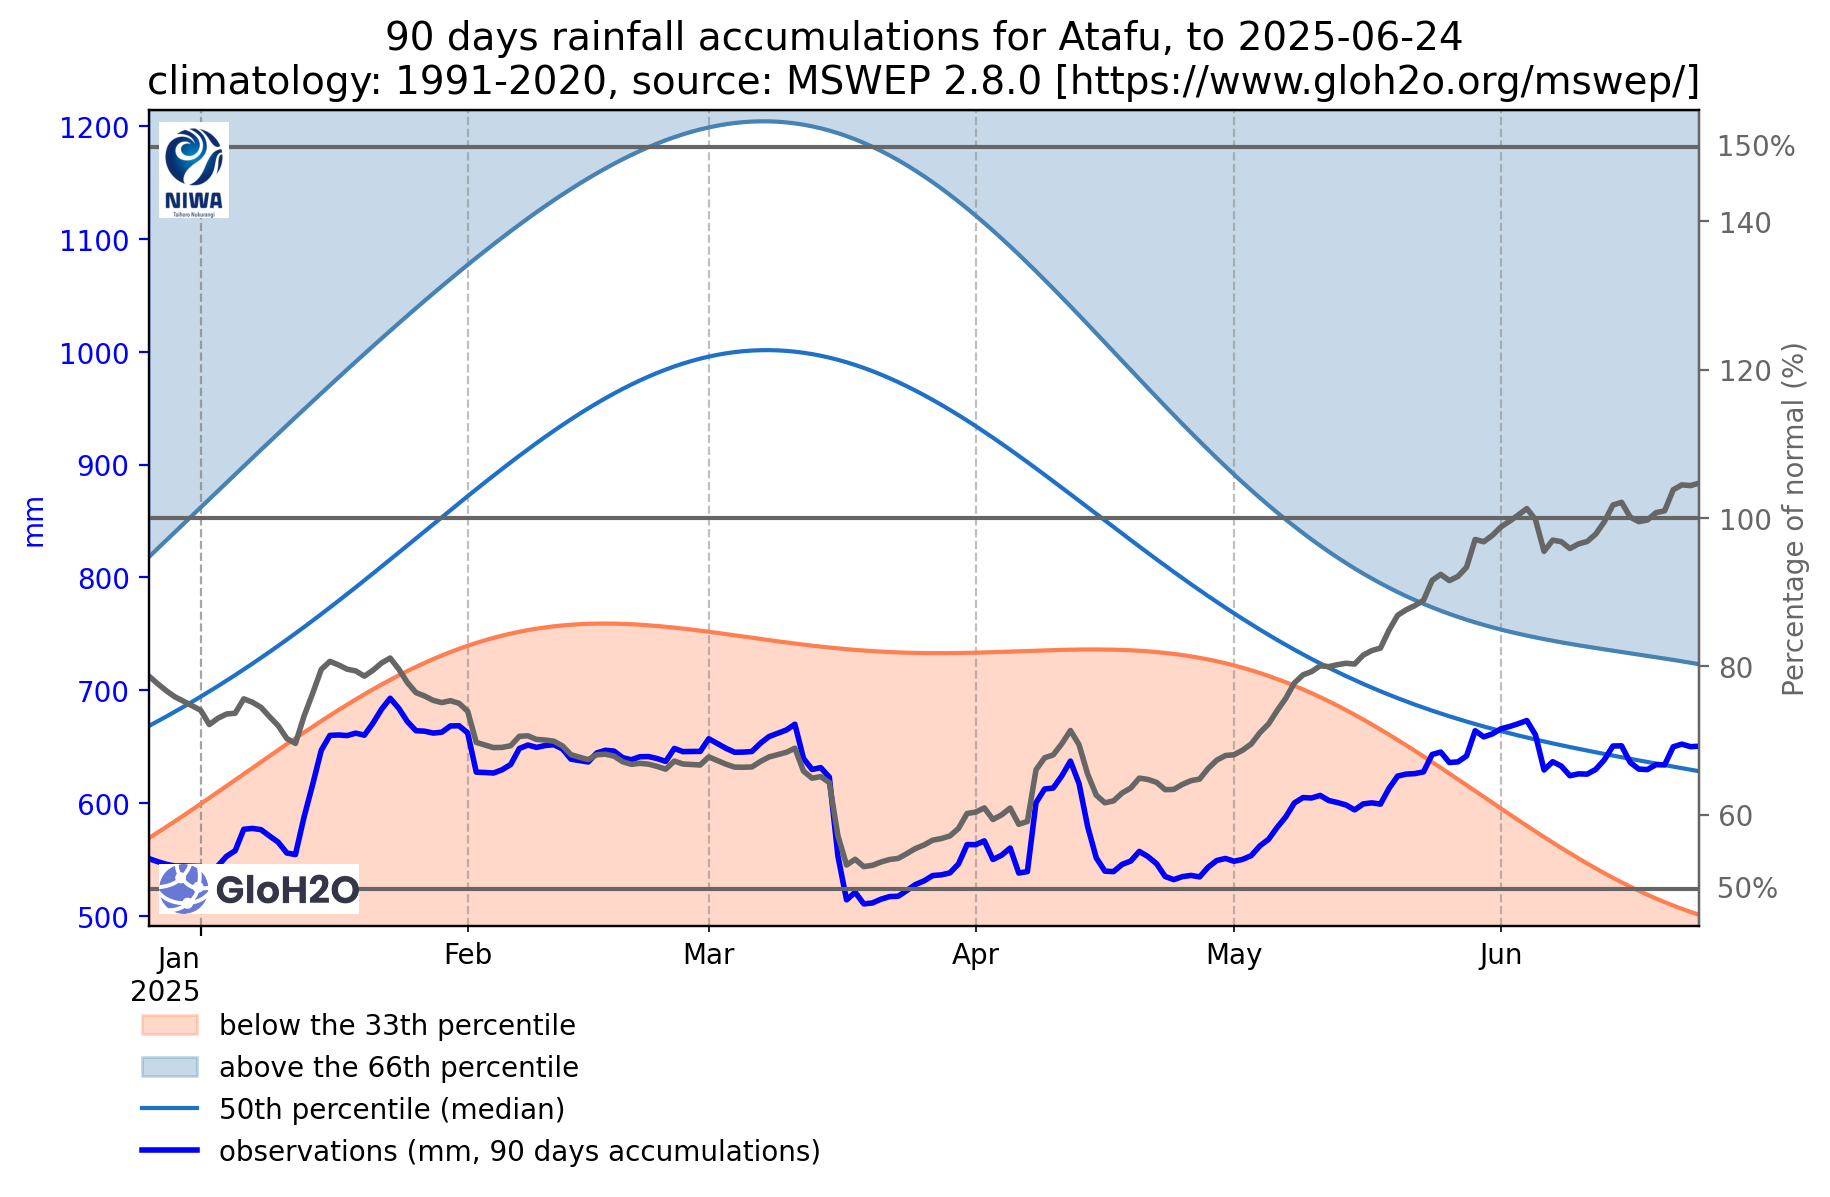 90 days rainfall accumulations for Atafu, to 2025-06-24
climatology: 1991-2020, source: MSWEP 2.8.0 [https://www.gloh2o.org/mswep/]
1200
1100
1000
900
800
700
600
500
mm
NIWA
Taihoro Nukurangi
GloH2O
150%
140
120
100
80
60
50%
Percentage of normal (%)
Jan
2025
Feb
Mar
Apr
May
Jun
below the 33th percentile
above the 66th percentile
50th percentile (median)
observations (mm, 90 days accumulations)